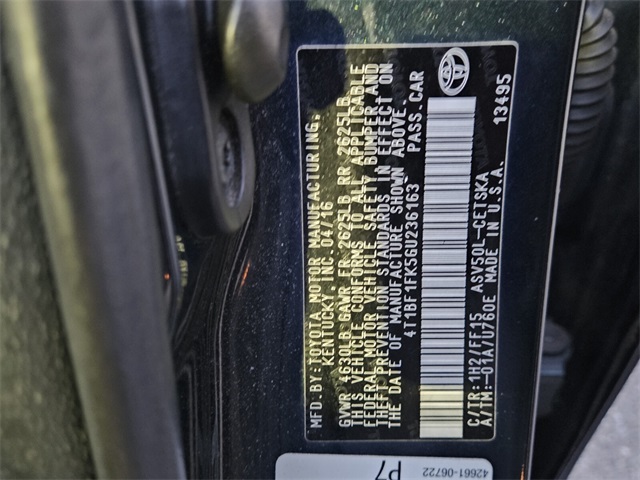 MFD. BY: TOYOTA MOTOR MANUFACTURING,
KENTUCKY, INC. 04/16
GVWR 4630LB GAWR FR 2625LB RR 2625LB
THIS VEHICLE CONFORMS TO ALL APPLICABLE
FEDERAL MOTOR VEHICLE SAFETY, BUMPER AND
THEFT PREVENTION STANDARDS IN EFFECT ON
THE DATE OF MANUFACTURE SHOWN ABOVE.
4T1BF1FK5GU236163 PASS. CAR
C/TR:1H2/FF15 ASV50L-CETSKA
A/TM:-01A/U760E MADE IN U.S.A.
13495
42661-06722
P7